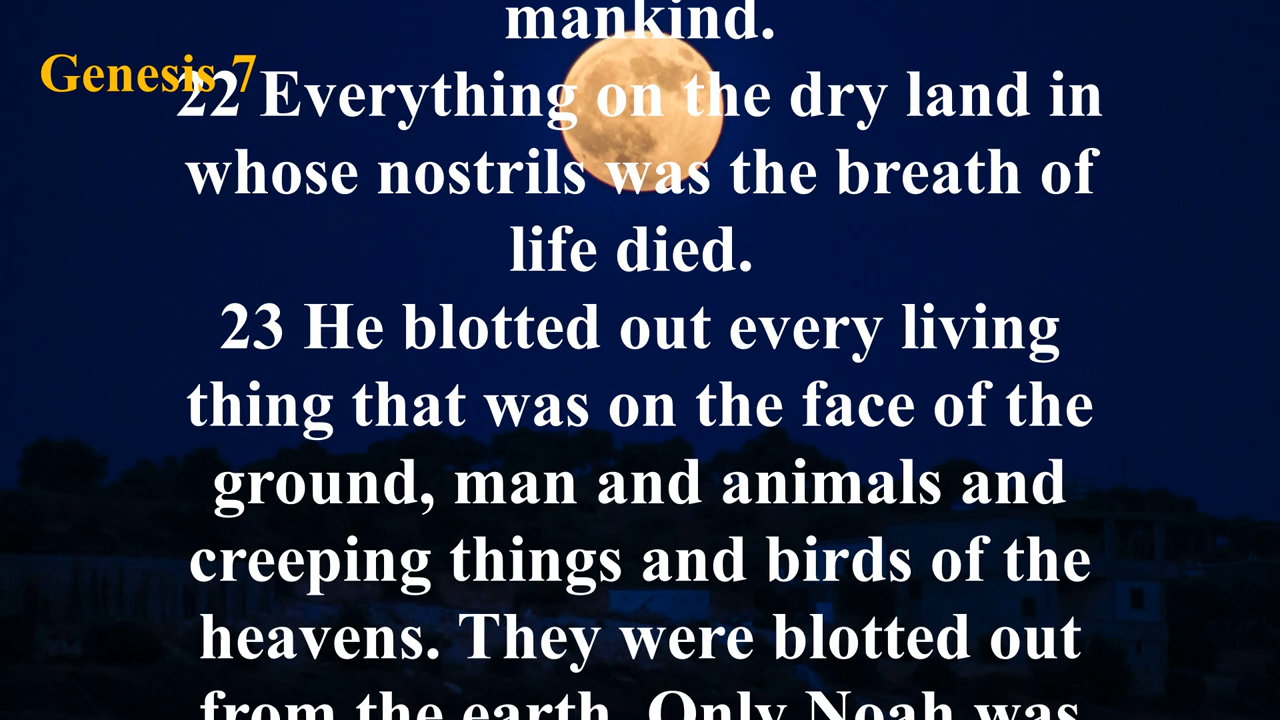 mankind.
Genesis 7
22 Everything on the dry land in
whose nostrils was the breath of
life died.
23 He blotted out every living
thing that was on the face of the
ground, man and animals and
creeping things and birds of the
heavens. They were blotted out
from the earth. Only Noah was